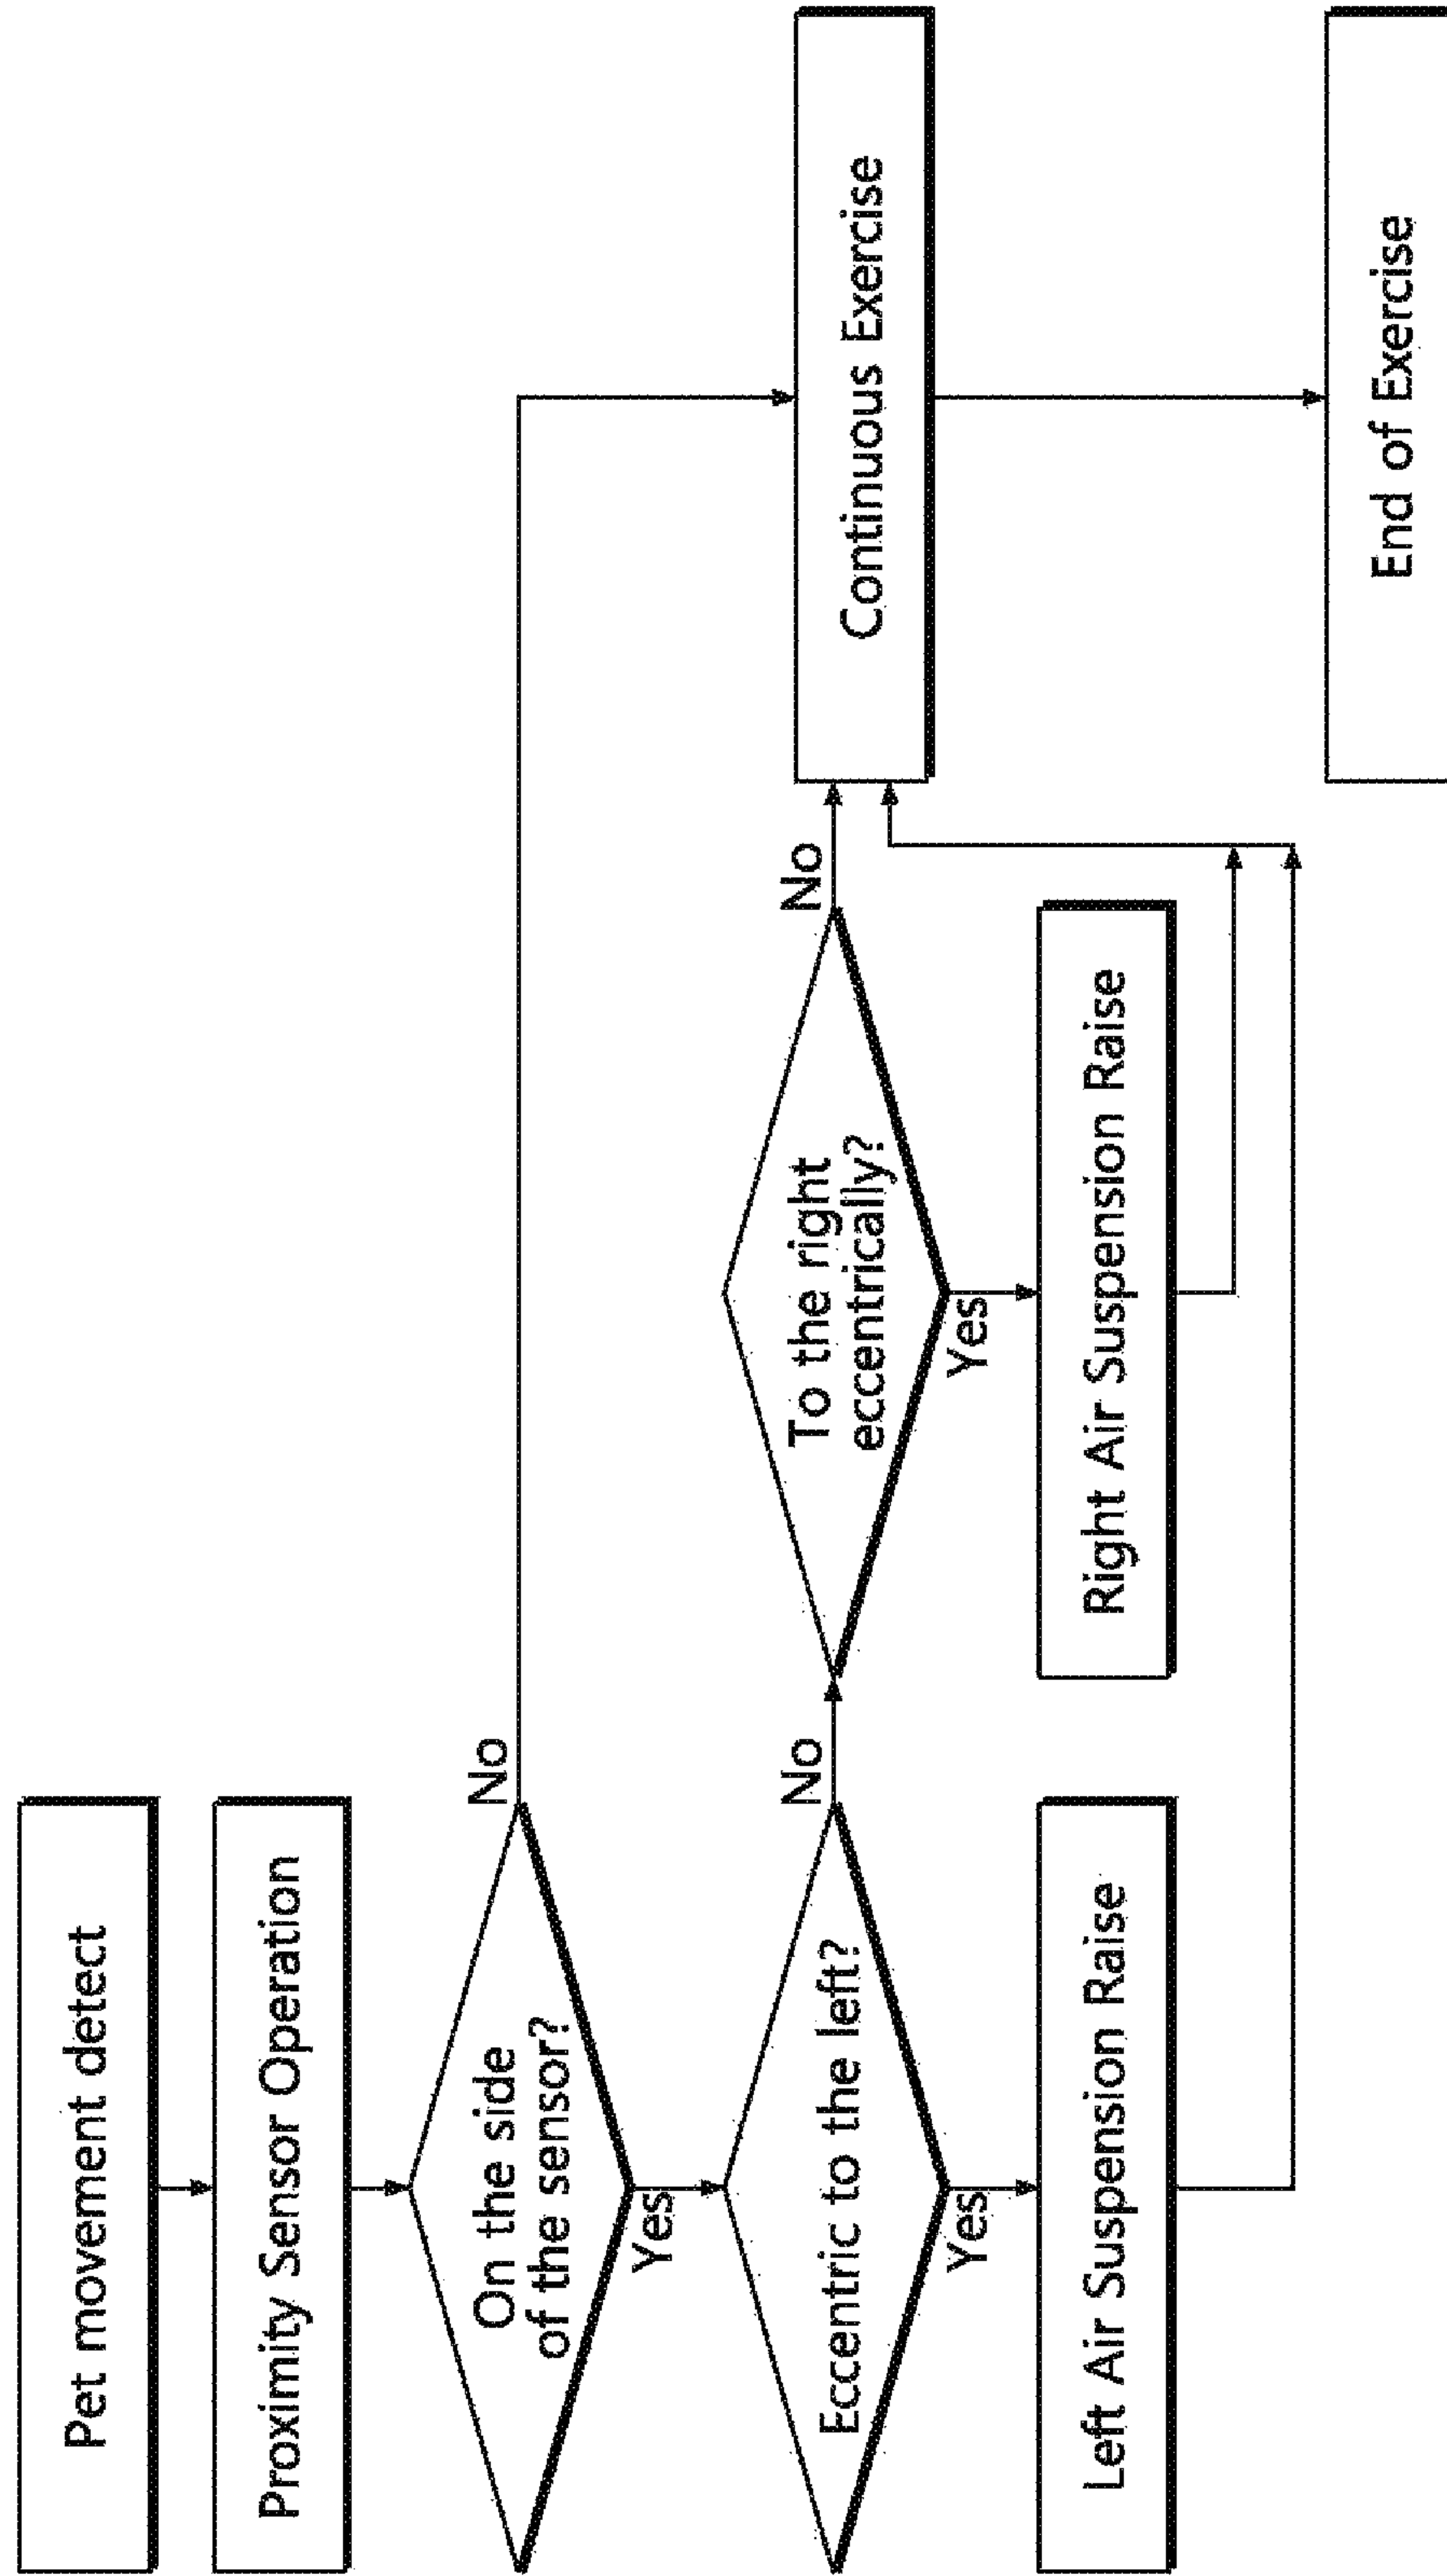 Pet movement detect
Proximity Sensor Operation
On the side
of the sensor?
No
Yes
Eccentric to the left?
No
Yes
To the right
eccentrically?
No
Yes
Continuous Exercise
Left Air Suspension Raise
Right Air Suspension Raise
End of Exercise